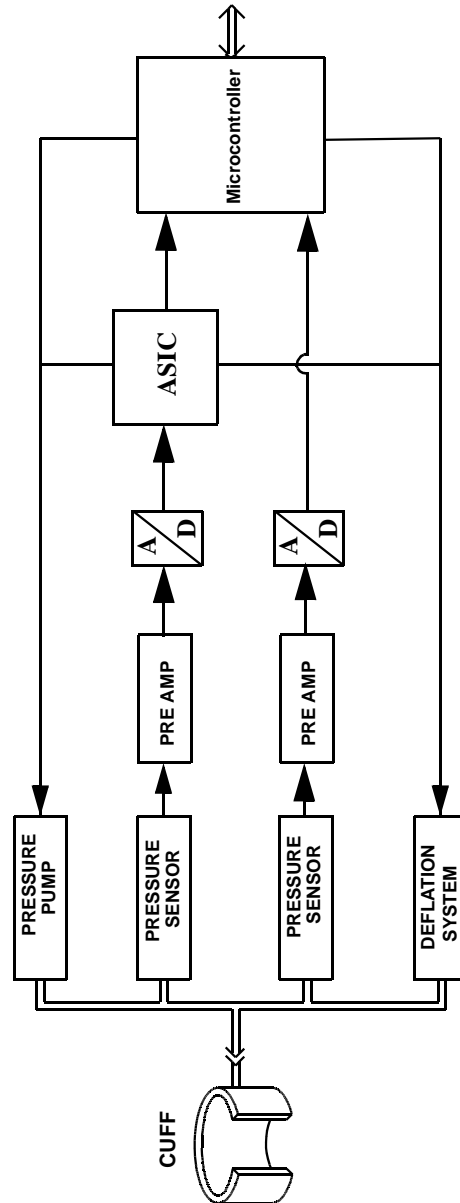 CUFF
PRESSURE
PUMP
PRESSURE
SENSOR
PRE AMP
A
D
ASIC
PRESSURE
SENSOR
PRE AMP
A
D
Microcontroller
DEFLATION
SYSTEM